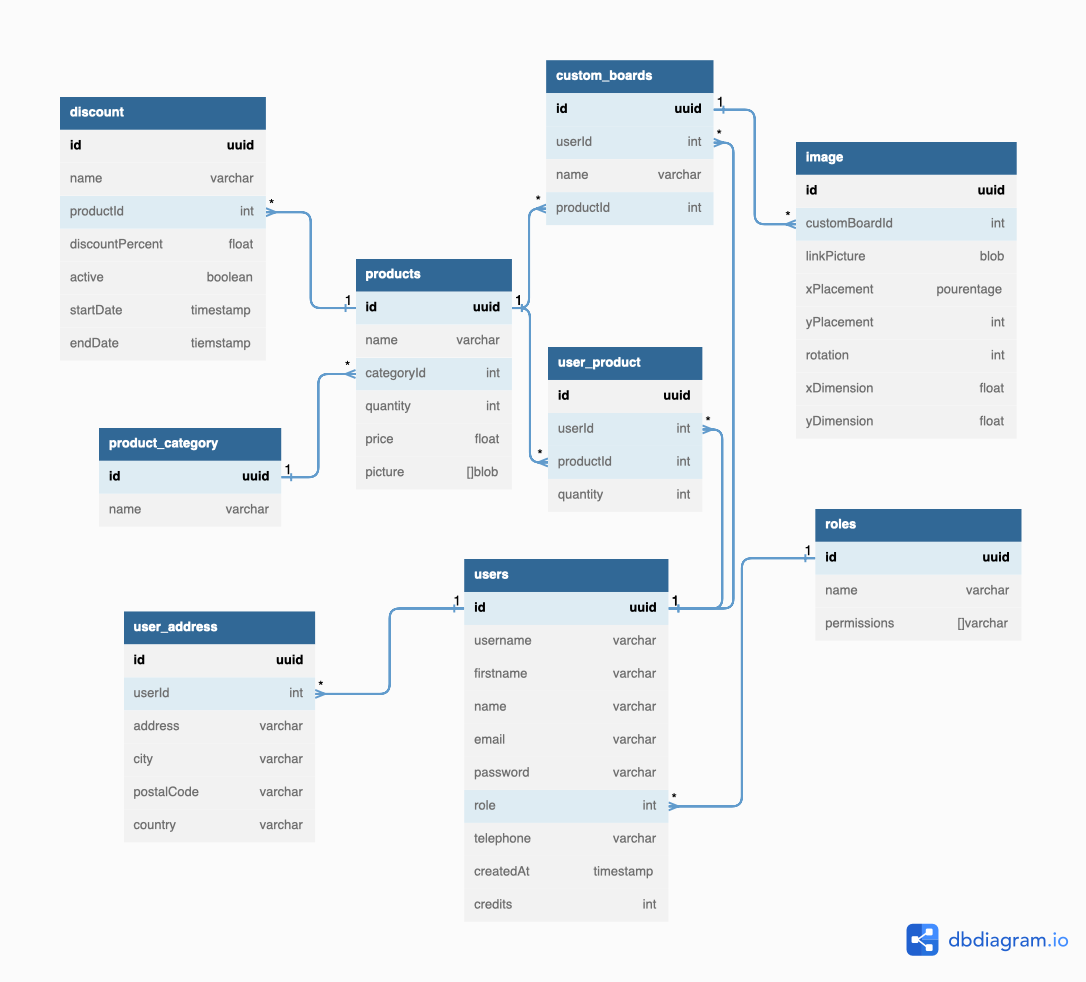 discount
id uuid
name varchar
productId int
discountPercent float
active boolean
startDate timestamp
endDate tiemstamp
*
1
products
id uuid
name varchar
categoryId int
quantity int
price float
picture []blob
1
*
product_category
id uuid
name varchar
1
custom_boards
id uuid
userId int
name varchar
productId int
1
*
*
image
id uuid
customBoardId int
linkPicture blob
xPlacement pourentage
yPlacement int
rotation int
xDimension float
yDimension float
*
user_product
id uuid
userId int
productId int
quantity int
*
*
roles
id uuid
name varchar
permissions []varchar
1
users
id uuid
username varchar
firstname varchar
name varchar
email varchar
password varchar
role int
telephone varchar
createdAt timestamp
credits int
1
1
*
user_address
id uuid
userId int
address varchar
city varchar
postalCode varchar
country varchar
*
dbdiagram.io